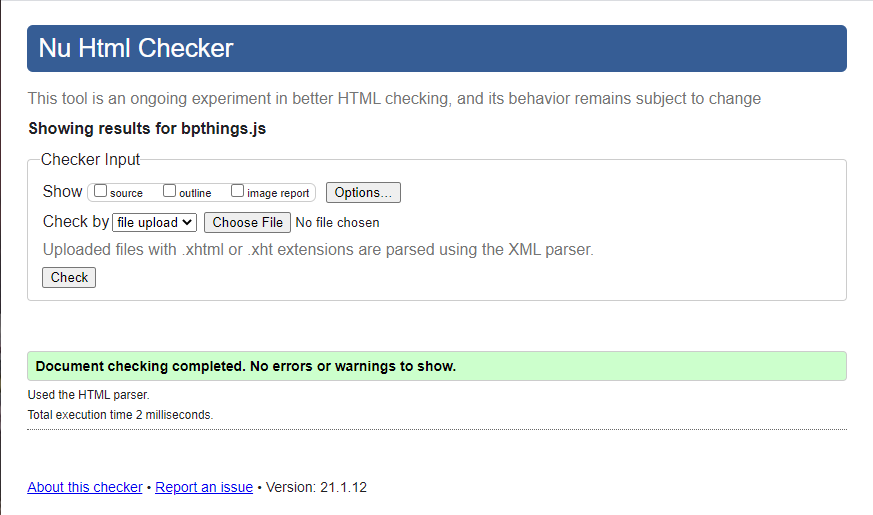 Nu Html Checker
This tool is an ongoing experiment in better HTML checking, and its behavior remains subject to change
Showing results for bpthings.js
Checker Input
Show source outline image report Options...
Check by file upload Choose File No file chosen
Uploaded files with .xhtml or .xht extensions are parsed using the XML parser.
Check
Document checking completed. No errors or warnings to show.
Used the HTML parser.
Total execution time 2 milliseconds.
About this checker • Report an issue • Version: 21.1.12